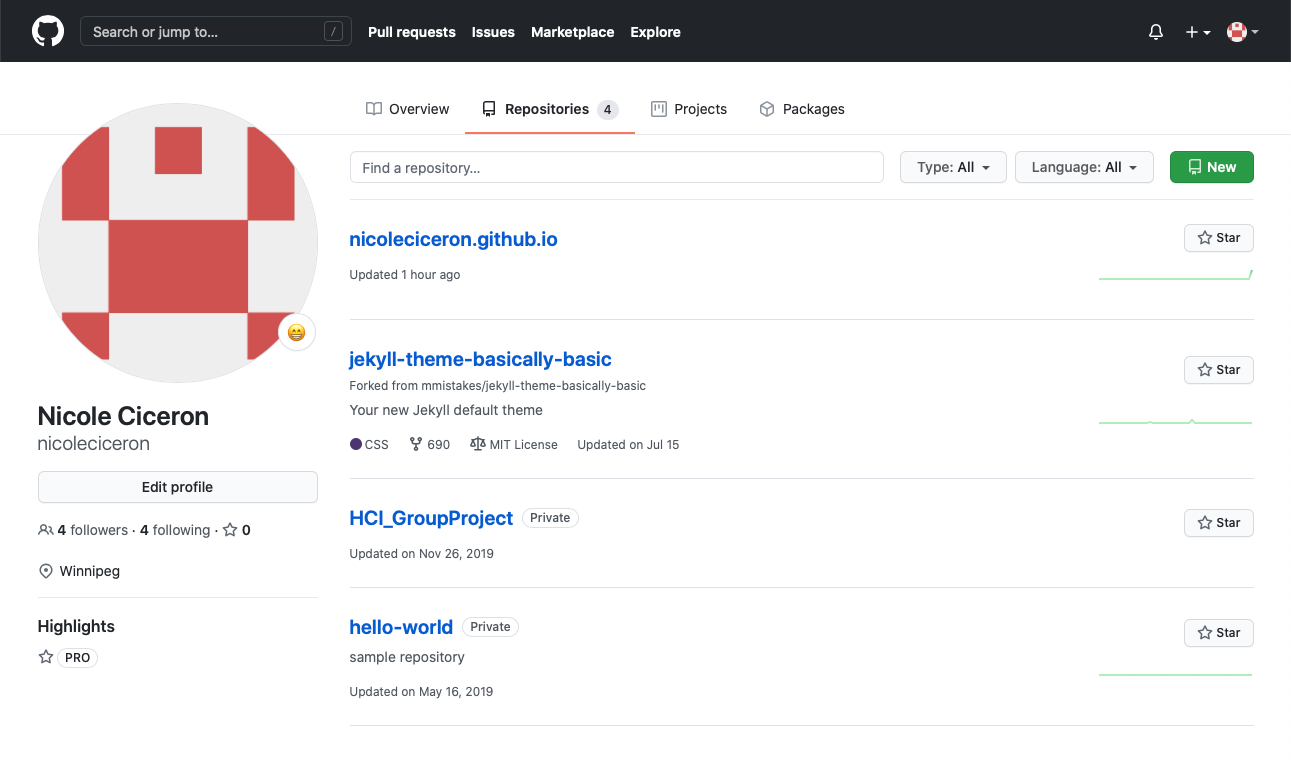 Search or jump to... / Pull requests Issues Marketplace Explore
Overview Repositories 4 Projects Packages
Find a repository... Type: All Language: All New
nicoleciceron.github.io Star
Updated 1 hour ago
jekyll-theme-basically-basic Star
Forked from mmistakes/jekyll-theme-basically-basic
Your new Jekyll default theme
CSS 690 MIT License Updated on Jul 15
HCI_GroupProject Private Star
Updated on Nov 26, 2019
hello-world Private Star
sample repository
Updated on May 16, 2019
Nicole Ciceron
nicoleciceron
Edit profile
4 followers · 4 following · 0
Winnipeg
Highlights
PRO